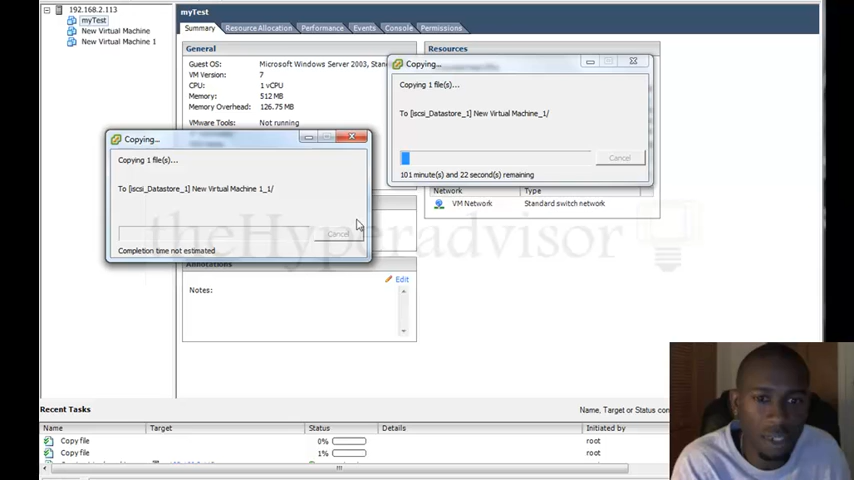 192.168.2.113
myTest
New Virtual Machine
New Virtual Machine 1
myTest
Summary Resource Allocation Performance Events Console Permissions
General
Guest OS: Microsoft Windows Server 2003, Stan
VM Version: 7
CPU: 1 vCPU
Memory: 512 MB
Memory Overhead: 126.75 MB
VMware Tools: Not running
Resources
Copying...
Copying 1 file(s)...
To [iscsi_Datastore_1] New Virtual Machine_1/
Cancel
101 minute(s) and 22 second(s) remaining
Copying...
Copying 1 file(s)...
To [iscsi_Datastore_1] New Virtual Machine 1_1/
Cancel
Completion time not estimated
Network Type
VM Network Standard switch network
theHyperadvisor
Annotations
Notes:
Edit
Recent Tasks
Name, Target or Status co
Name Target Status Details Initiated by
Copy file 0% root
Copy file 1% root